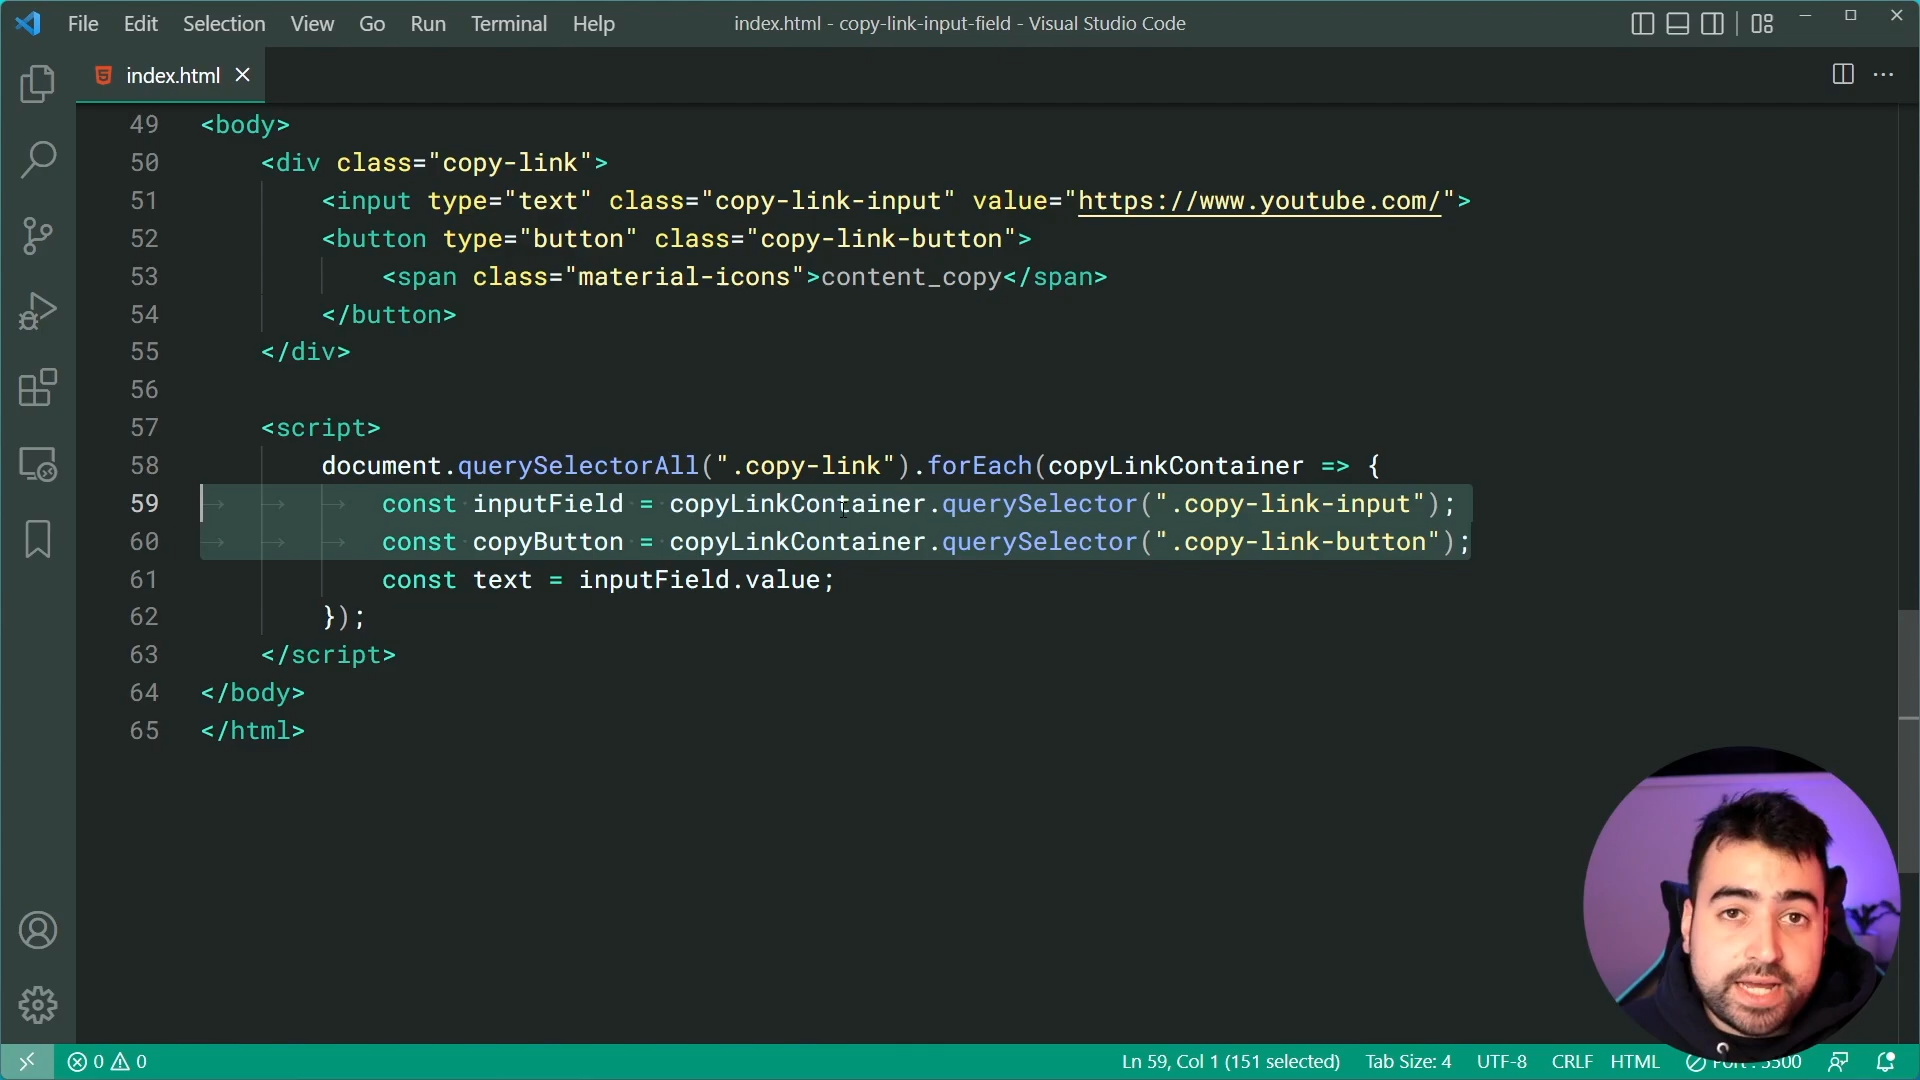 File Edit Selection View Go Run Terminal Help
index.html - copy-link-input-field - Visual Studio Code
index.html
49 <body>
50 <div class="copy-link">
51 <input type="text" class="copy-link-input" value="https://www.youtube.com/">
52 <button type="button" class="copy-link-button">
53 <span class="material-icons">content_copy</span>
54 </button>
55 </div>
56
57 <script>
58 document.querySelectorAll(".copy-link").forEach(copyLinkContainer => {
59 const inputField = copyLinkContainer.querySelector(".copy-link-input");
60 const copyButton = copyLinkContainer.querySelector(".copy-link-button");
61 const text = inputField.value;
62 });
63 </script>
64 </body>
65 </html>
0 0 Ln 59, Col 1 (151 selected) Tab Size: 4 UTF-8 CRLF HTML Port : 5500